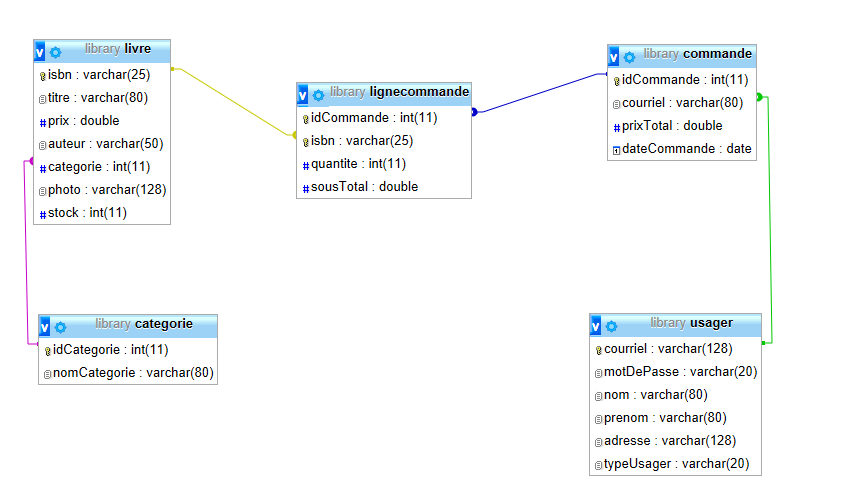 library livre
isbn : varchar(25)
titre : varchar(80)
prix : double
auteur : varchar(50)
categorie : int(11)
photo : varchar(128)
stock : int(11)
library lignecommande
idCommande : int(11)
isbn : varchar(25)
quantite : int(11)
sousTotal : double
library commande
idCommande : int(11)
courriel : varchar(80)
prixTotal : double
dateCommande : date
library categorie
idCategorie : int(11)
nomCategorie : varchar(80)
library usager
courriel : varchar(128)
motDePasse : varchar(20)
nom : varchar(80)
prenom : varchar(80)
adresse : varchar(128)
typeUsager : varchar(20)